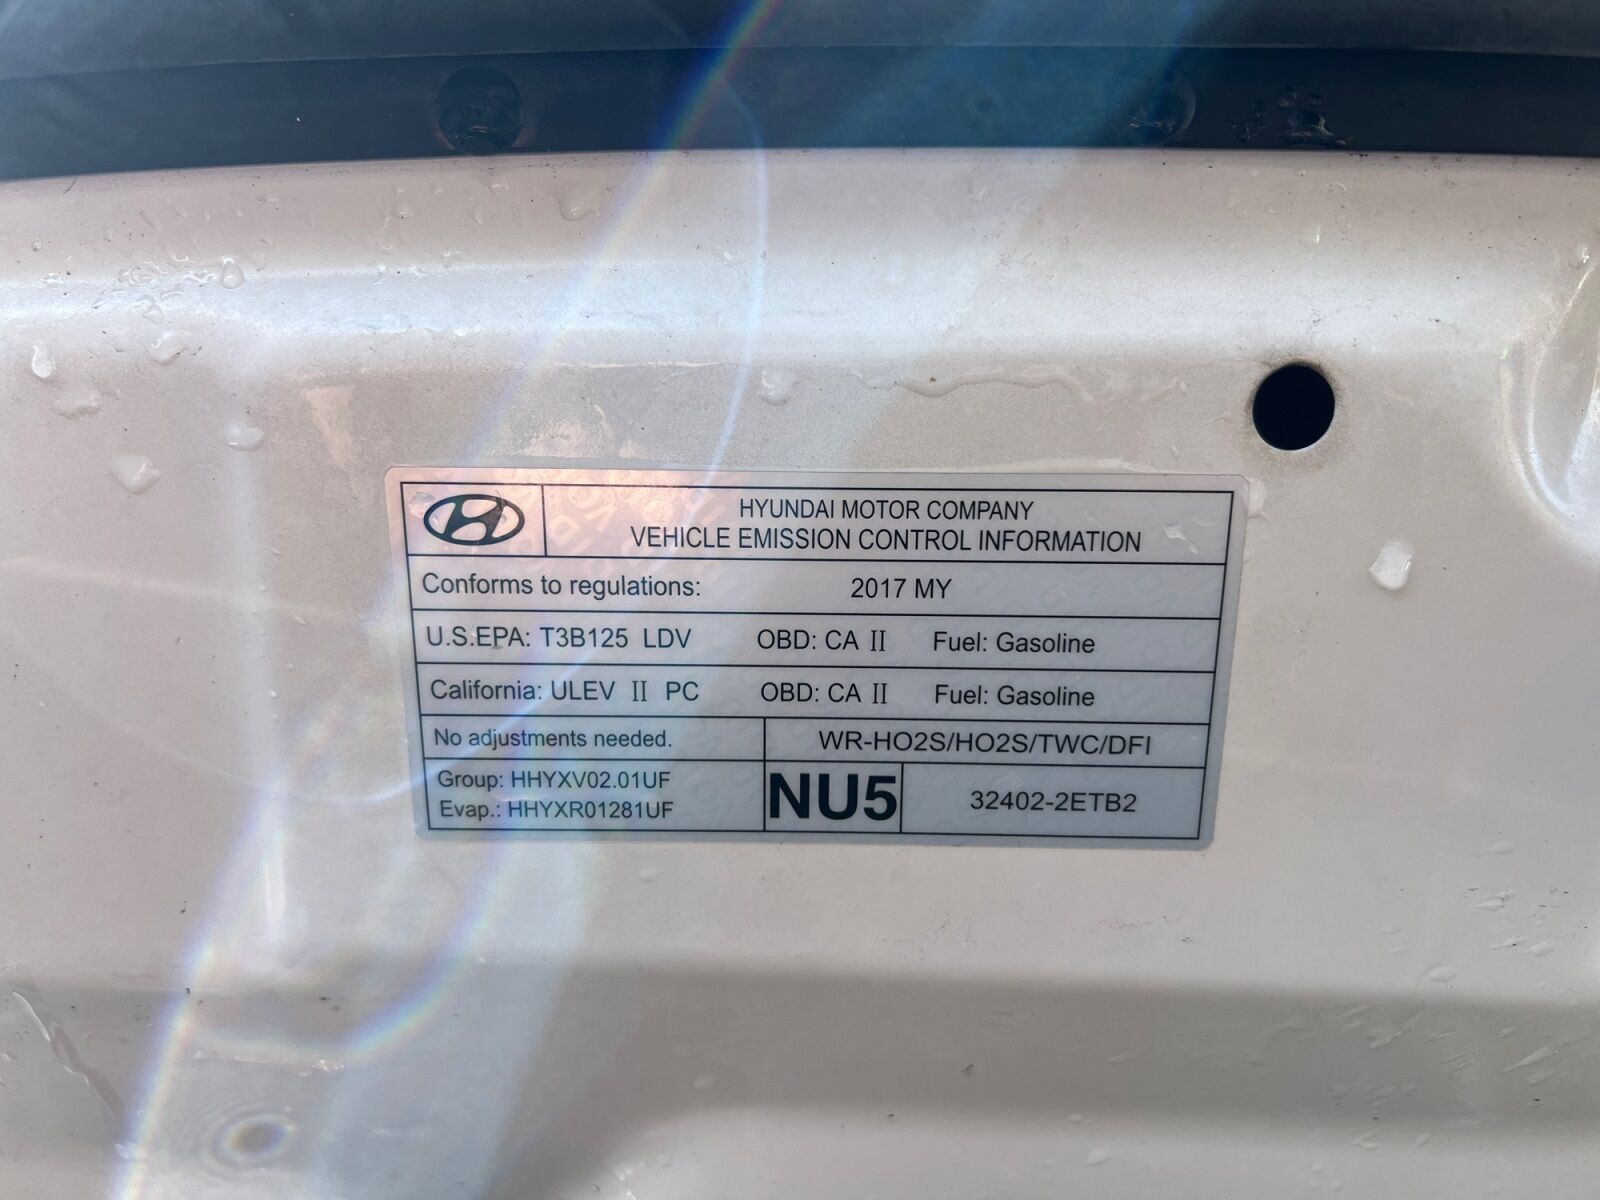 HYUNDAI MOTOR COMPANY
VEHICLE EMISSION CONTROL INFORMATION
Conforms to regulations: 2017 MY
U.S.EPA: T3B125 LDV OBD: CA II Fuel: Gasoline
California: ULEV II PC OBD: CA II Fuel: Gasoline
No adjustments needed. WR-HO2S/HO2S/TWC/DFI
Group: HHYXV02.01UF
Evap.: HHYXR01281UF
NU5
32402-2ETB2